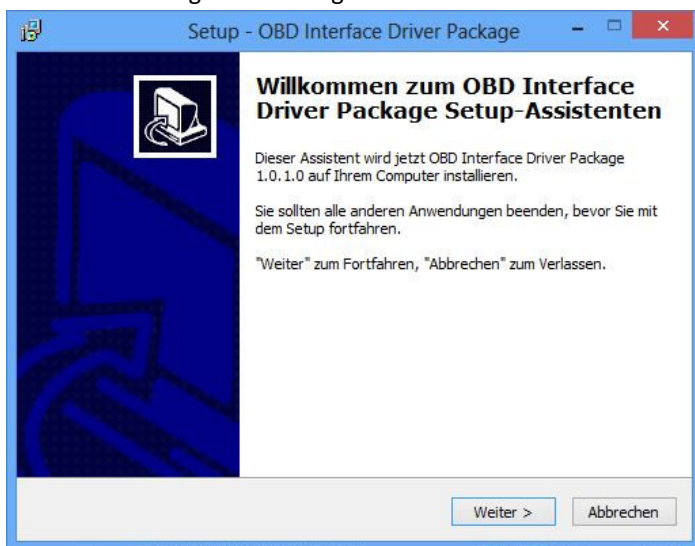 Setup - OBD Interface Driver Package
Willkommen zum OBD Interface
Driver Package Setup-Assistenten
Dieser Assistent wird jetzt OBD Interface Driver Package
1.0.1.0 auf Ihrem Computer installieren.
Sie sollten alle anderen Anwendungen beenden, bevor Sie mit
dem Setup fortfahren.
"Weiter" zum Fortfahren, "Abbrechen" zum Verlassen.
Weiter >
Abbrechen